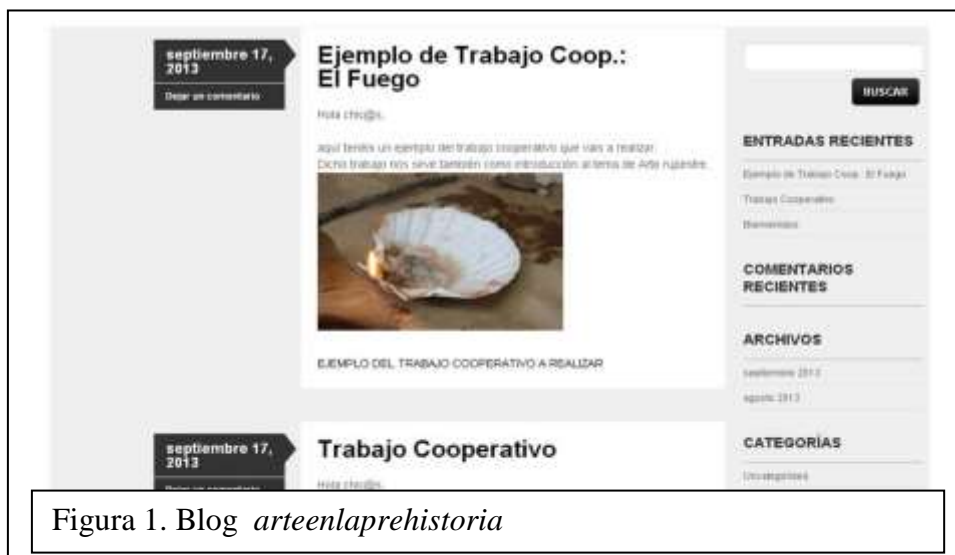 septiembre 17,
2013
Dejar un comentario
Ejemplo de Trabajo Coop.:
El Fuego
Hola chic@s,
aquí tenéis un ejemplo del trabajo cooperativo que vais a realizar.
Dicho trabajo nos sirve también como introducción al tema de Arte rupestre.
EJEMPLO DEL TRABAJO COOPERATIVO A REALIZAR
septiembre 17,
2013
Dejar un comentario
Trabajo Cooperativo
Hola chic@s,
BUSCAR
ENTRADAS RECIENTES
Ejemplo de Trabajo Coop.: El Fuego
Trabajo Cooperativo
Bienvenidos
COMENTARIOS
RECIENTES
ARCHIVOS
septiembre 2013
agosto 2013
CATEGORÍAS
Uncategorized
Figura 1. Blog arteenlaprehistoria